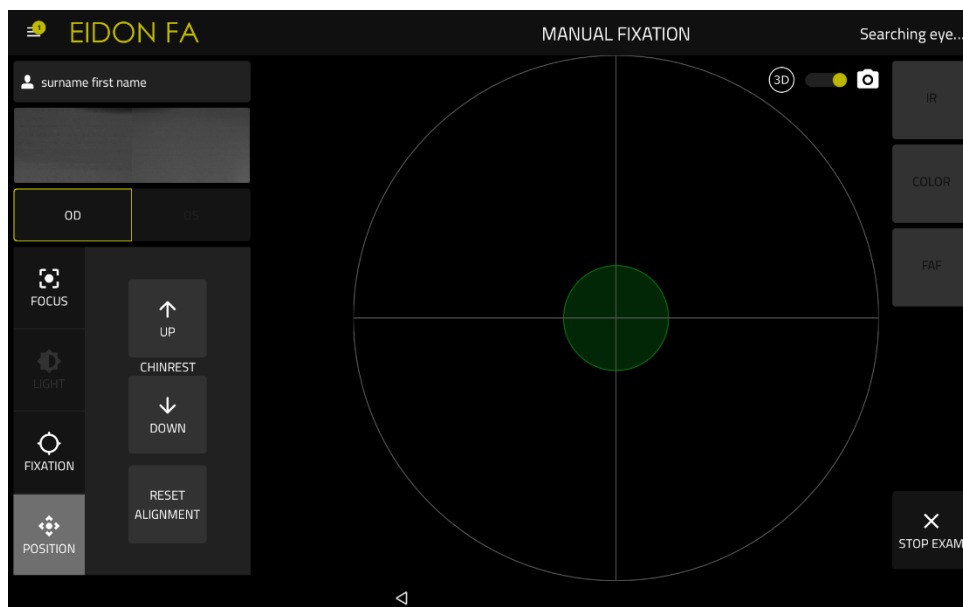 1
EIDON FA
MANUAL FIXATION
Searching eye...
surname first name
3D
IR
OD
OS
COLOR
FOCUS
UP
FAF
CHINREST
LIGHT
DOWN
FIXATION
RESET
ALIGNMENT
POSITION
STOP EXAM